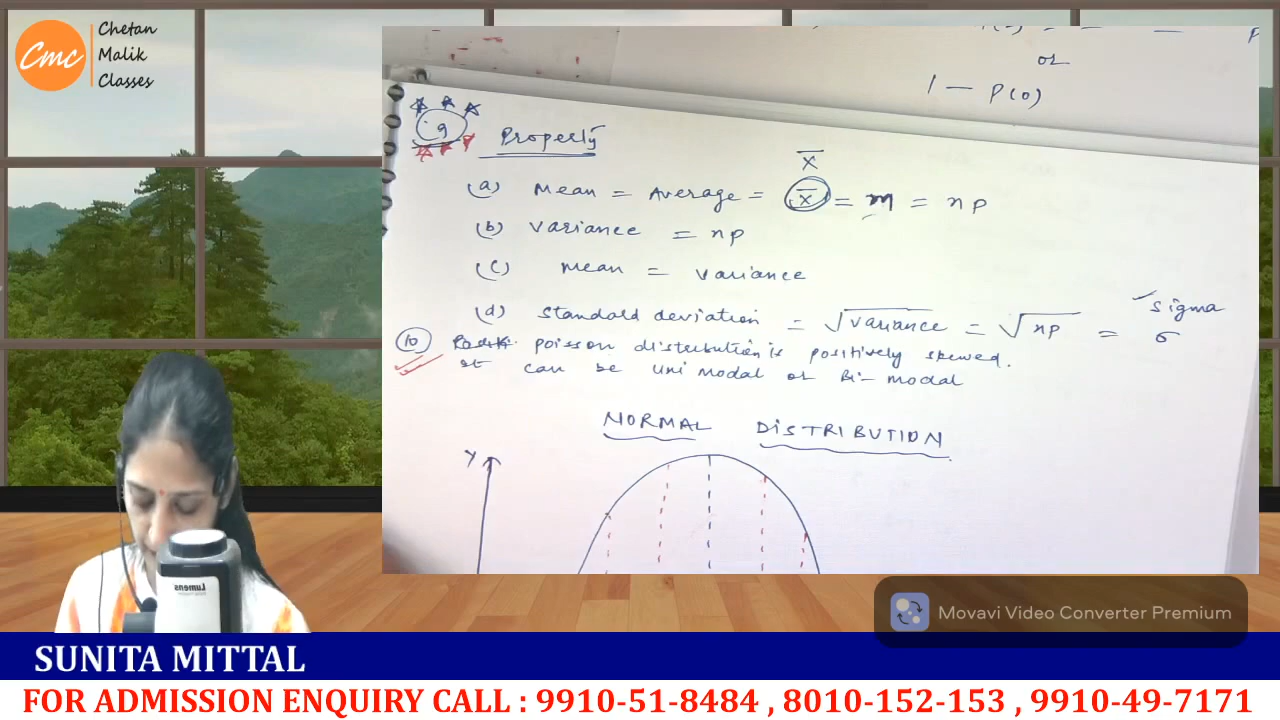 Chetan
Malik
Classes
cmc
or
1 — P(0)
9 Property
x̄
(a) Mean = Average = x̄ = m = np
(b) Variance = np
(c) Mean = Variance
(d) Standard deviation = √variance = √np = σ
sigma
10 poisson distribution is positively skewed.
It can be Uni modal or Bi-modal
NORMAL DISTRIBUTION
Y
Lumens
Movavi Video Converter Premium
SUNITA MITTAL
FOR ADMISSION ENQUIRY CALL : 9910-51-8484 , 8010-152-153 , 9910-49-7171